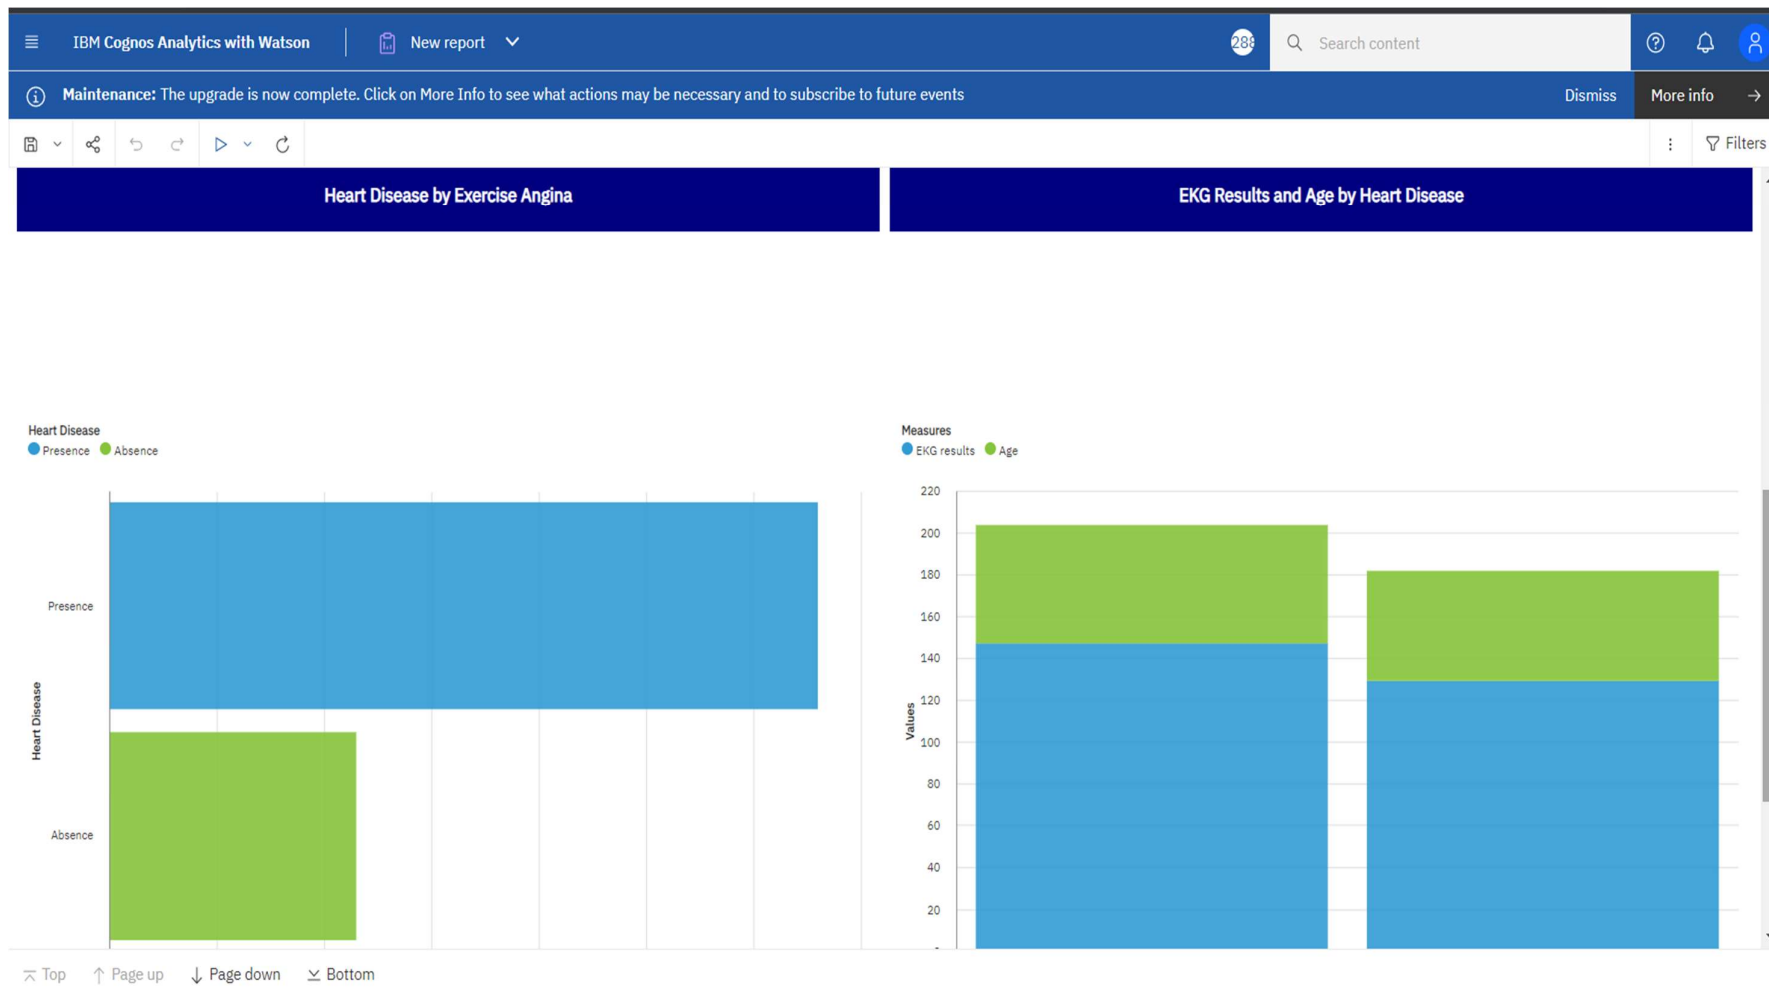 IBM Cognos Analytics with Watson
New report
288
Search content
Maintenance: The upgrade is now complete. Click on More Info to see what actions may be necessary and to subscribe to future events
Dismiss
More info
Filters
Heart Disease by Exercise Angina
EKG Results and Age by Heart Disease
Heart Disease
Presence Absence
Presence
Absence
Heart Disease
Measures
EKG results Age
220
200
180
160
140
120
100
80
60
40
20
Values
Top Page up Page down Bottom